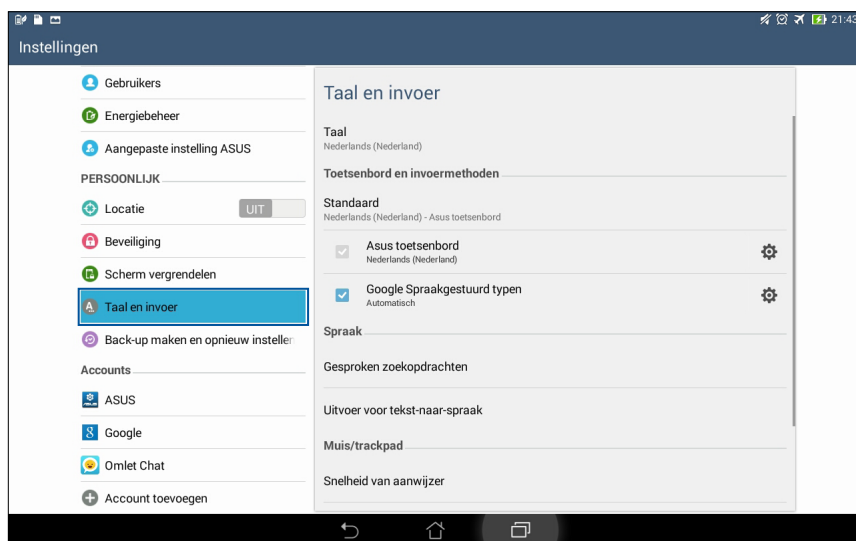 21:43
Instellingen
Gebruikers
Energiebeheer
Aangepaste instelling ASUS
PERSOONLIJK
Locatie UIT
Beveiliging
Scherm vergrendelen
Taal en invoer
Back-up maken en opnieuw instellen
Accounts
ASUS
Google
Omlet Chat
Account toevoegen
Taal en invoer
Taal
Nederlands (Nederland)
Toetsenbord en invoermethoden
Standaard
Nederlands (Nederland) - Asus toetsenbord
Asus toetsenbord
Nederlands (Nederland)
Google Spraakgestuurd typen
Automatisch
Spraak
Gesproken zoekopdrachten
Uitvoer voor tekst-naar-spraak
Muis/trackpad
Snelheid van aanwijzer